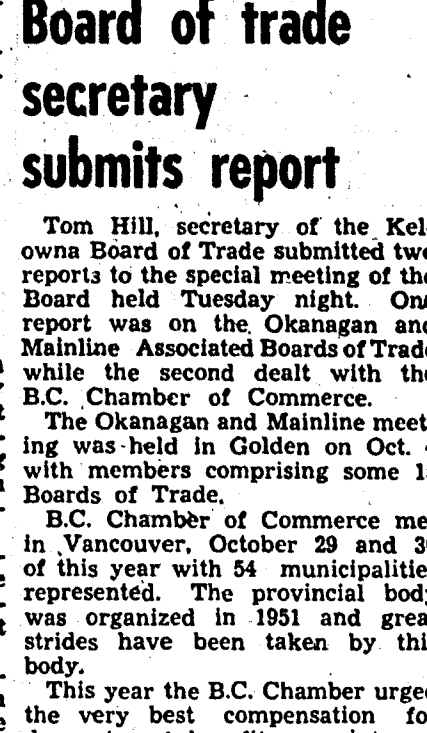 Board of trade
secretary
submits report
Tom Hill, secretary of the Kel-
owna Board of Trade submitted tw
reports to the special meeting of th
Board held Tuesday night. On
report was on the Okanagan an
Mainline Associated Boards of Trad
while the second dealt with th
B.C. Chamber of Commerce.
The Okanagan and Mainline meet-
ing was held in Golden on Oct.
with members comprising some 1
Boards of Trade.
B.C. Chamber of Commerce me
in Vancouver, October 29 and 3
of this year with 54 municipalitie
represented. The provincial bod
was organized in 1951 and grea
strides have been taken by thi
body.
This year the B.C. Chamber urge
the very best compensation fo